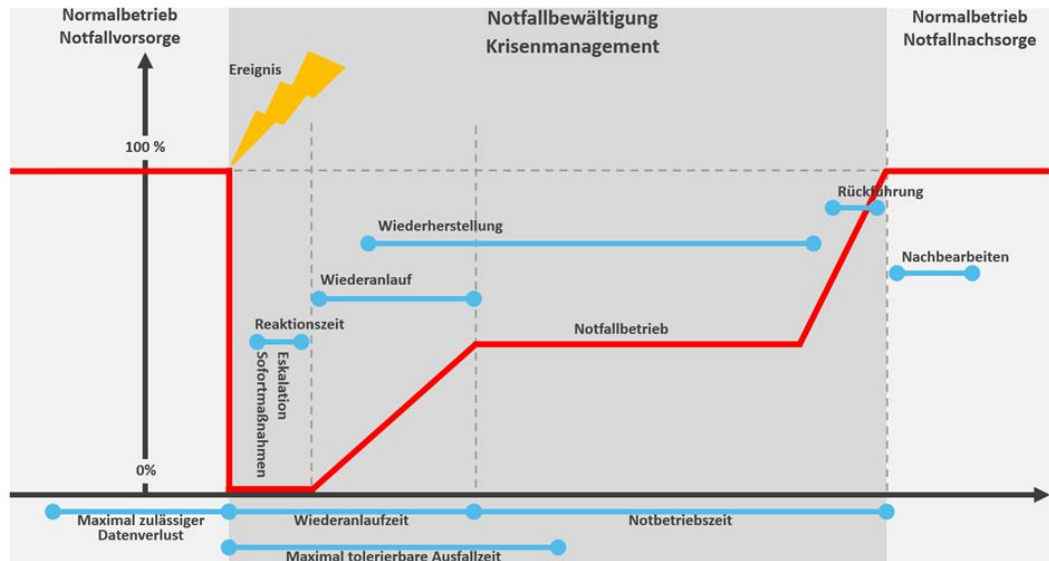 Normalbetrieb
Notfallvorsorge
Notfallbewältigung
Krisenmanagement
Normalbetrieb
Notfallnachsorge
Ereignis
100 %
Rückführung
Wiederherstellung
Nachbearbeiten
Wiederanlauf
Reaktionszeit
Notfallbetrieb
Eskalation
Sofortmaßnahmen
0%
Maximal zulässiger
Datenverlust
Wiederanlaufzeit
Notbetriebszeit
Maximal tolerierbare Ausfallzeit